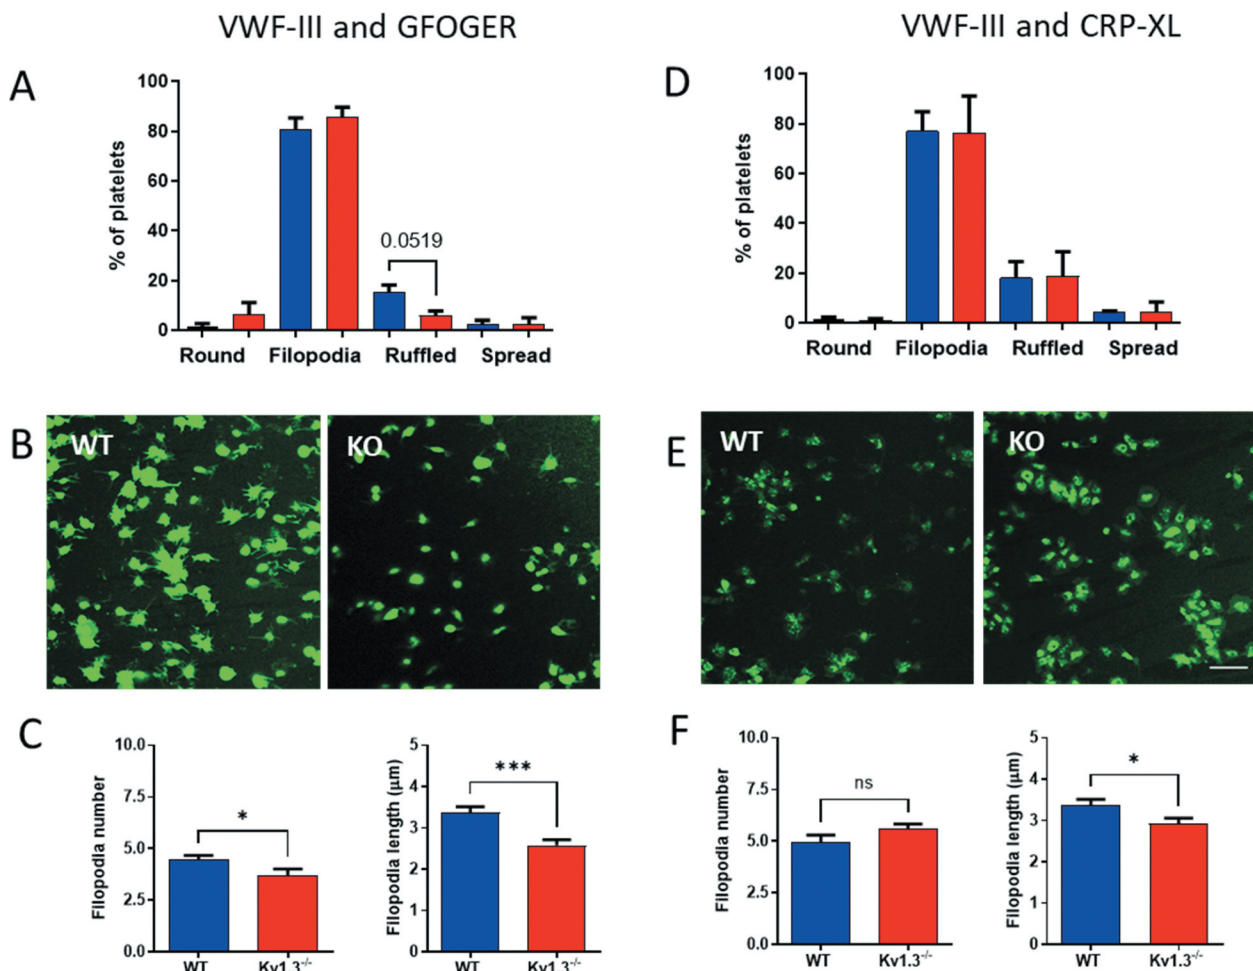 VWF-III and GFOGER
VWF-III and CRP-XL
A
% of platelets
100
80
60
40
20
0
0.0519
Round Filopodia Ruffled Spread
D
% of platelets
100
80
60
40
20
0
Round Filopodia Ruffled Spread
B
WT
KO
E
WT
KO
C
Filopodia number
10.0
7.5
5.0
2.5
0.0
*
WT Kv1.3-/-
Filopodia length (μm)
5
4
3
2
1
0
***
WT Kv1.3-/-
F
Filopodia number
10.0
7.5
5.0
2.5
0.0
ns
WT Kv1.3-/-
Filopodia length (μm)
5
4
3
2
1
0
*
WT Kv1.3-/-